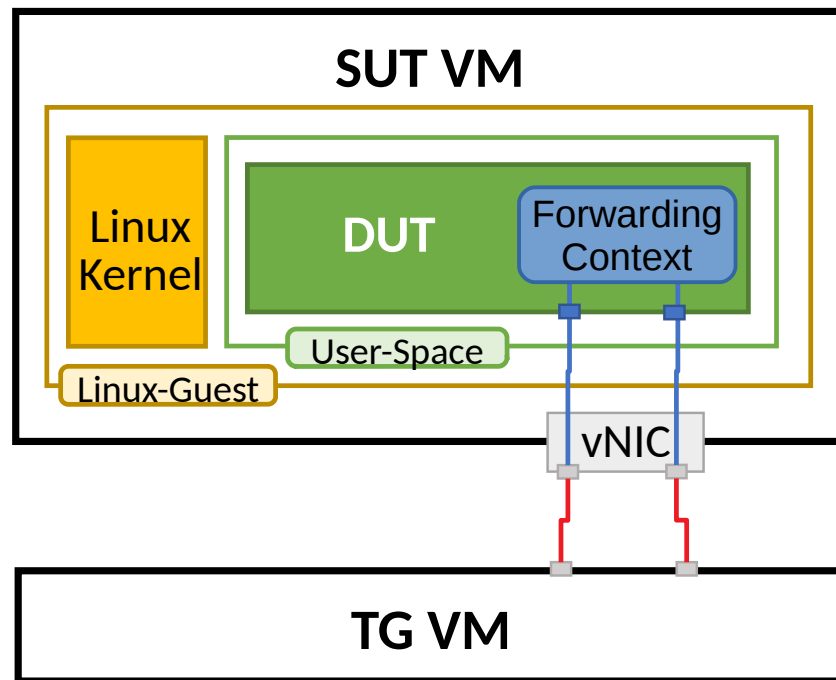 SUT VM
Linux
Kernel
DUT
Forwarding
Context
User-Space
Linux-Guest
vNIC
TG VM